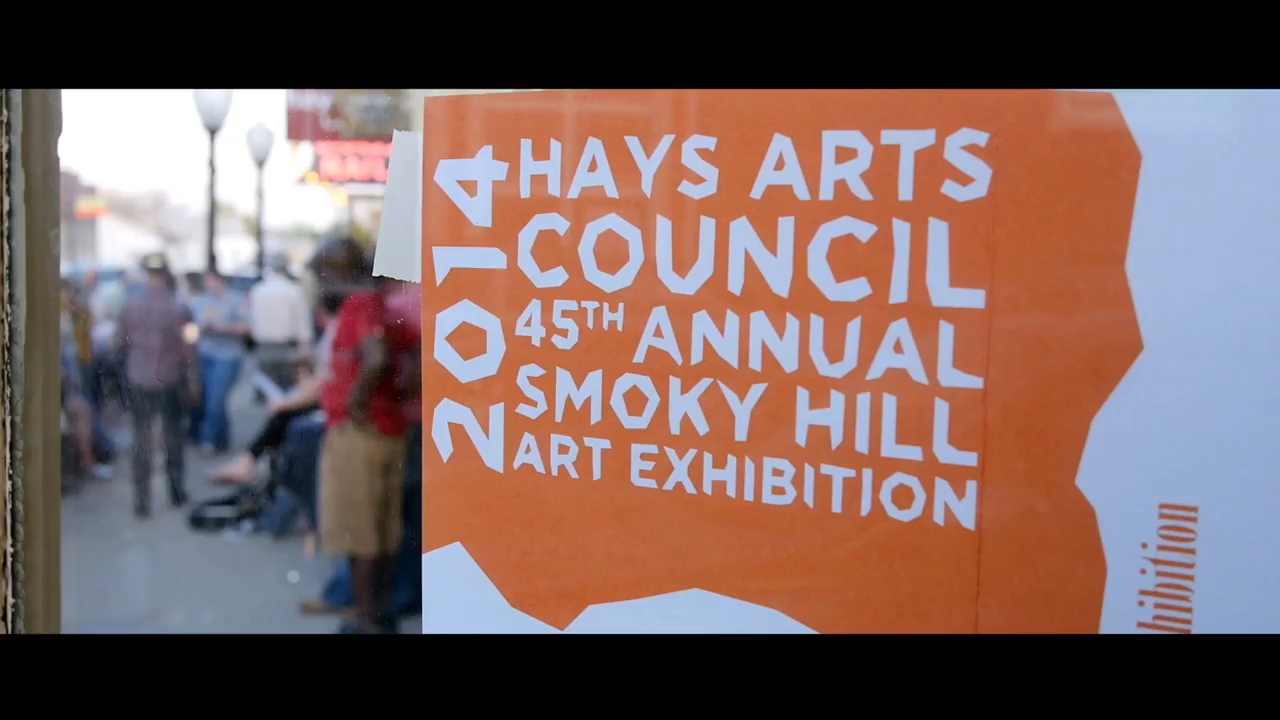 2014
HAYS ARTS
COUNCIL
45TH ANNUAL
SMOKY HILL
ART EXHIBITION
hibition